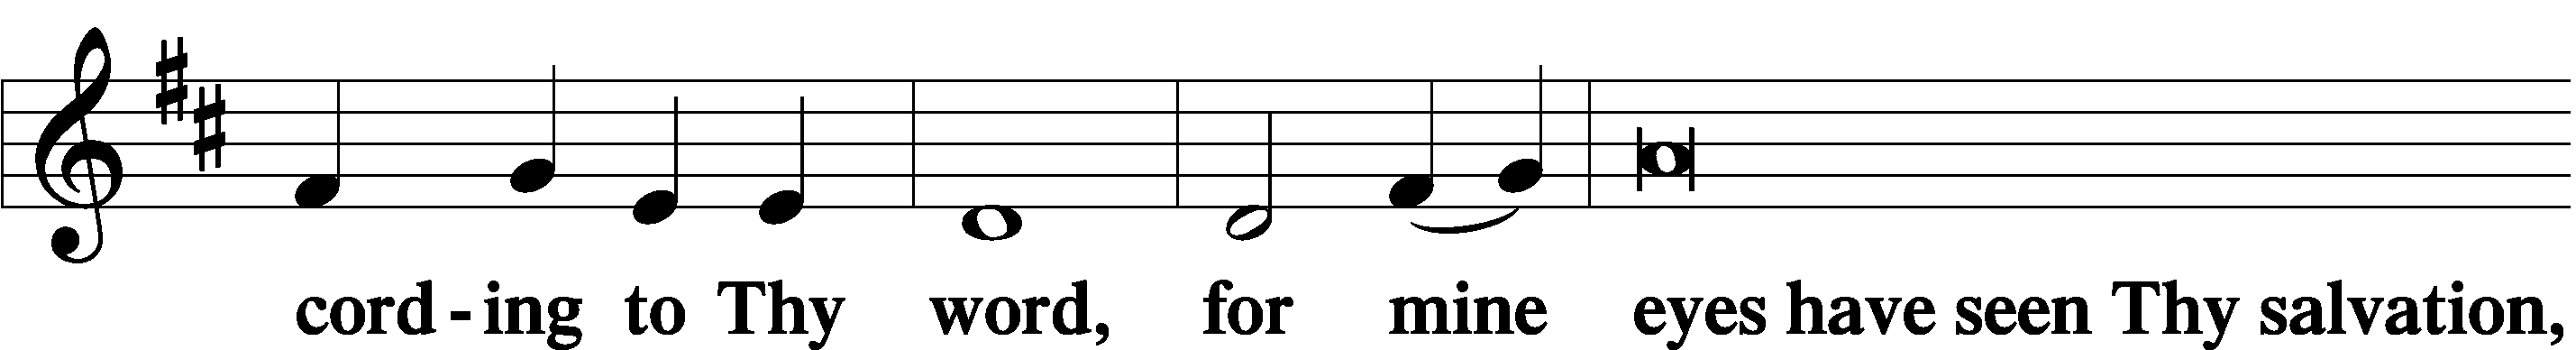 cord - ing to Thy word, for mine eyes have seen Thy salvation,